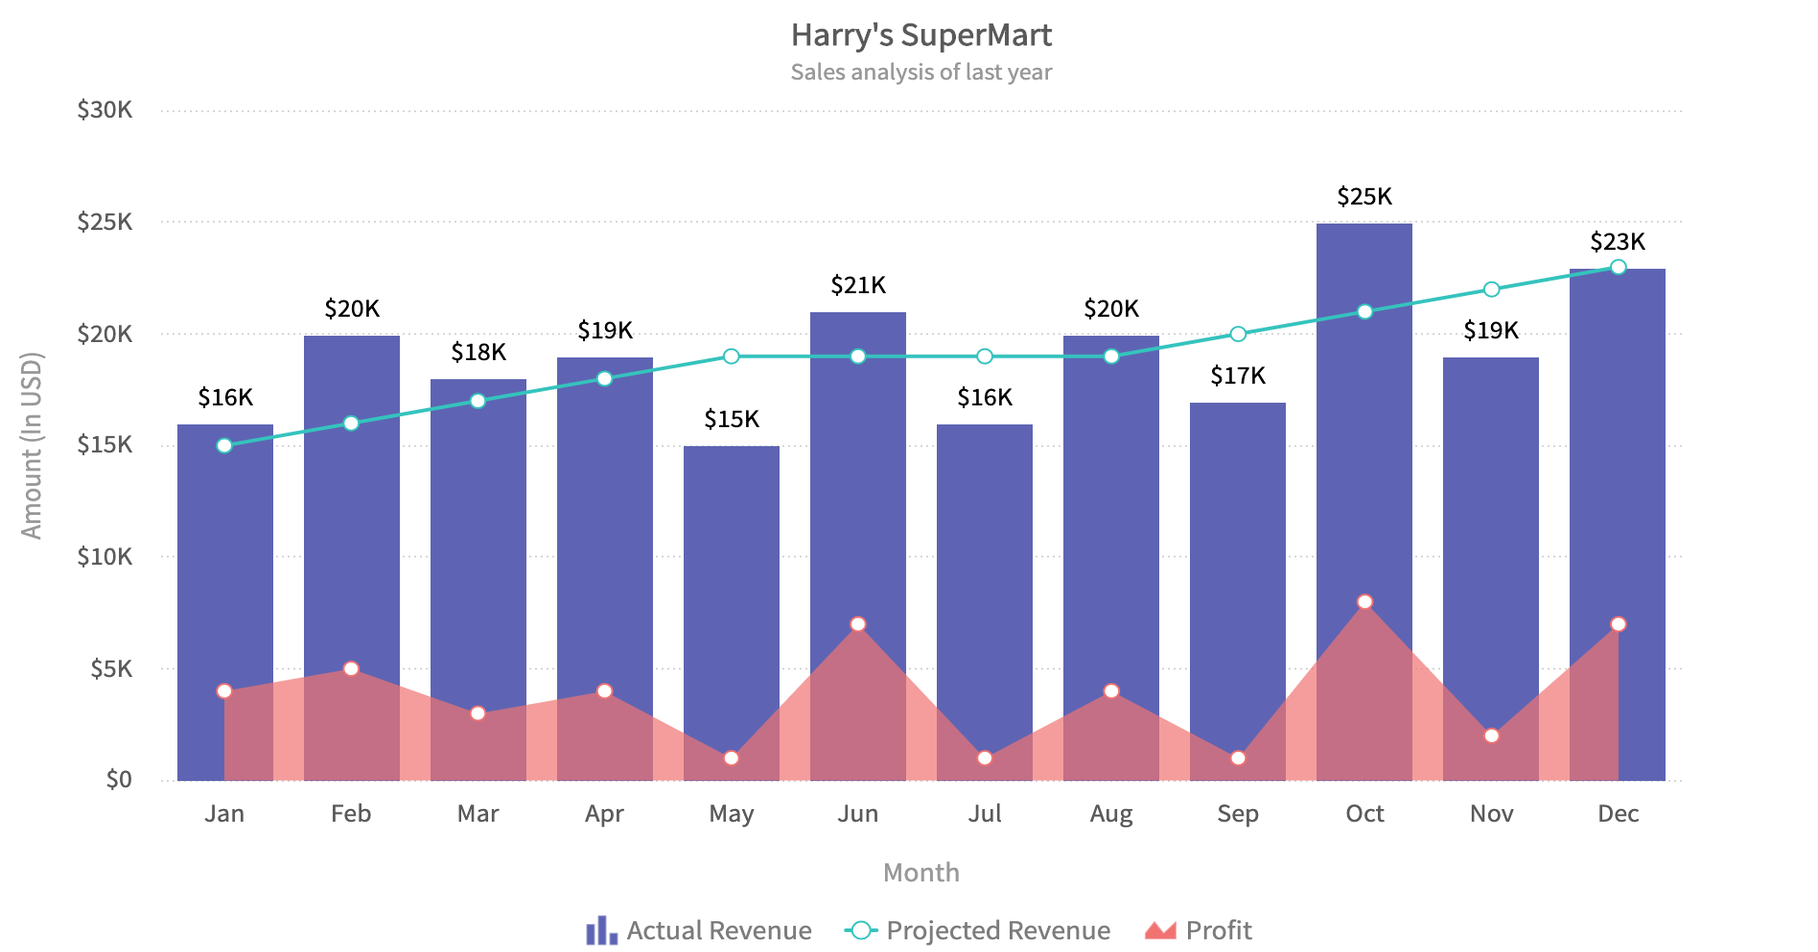 Harry's SuperMart
Sales analysis of last year
Amount (In USD)
$30K
$25K
$20K
$15K
$10K
$5K
$0
$16K
$20K
$18K
$19K
$15K
$21K
$16K
$20K
$17K
$25K
$19K
$23K
Jan Feb Mar Apr May Jun Jul Aug Sep Oct Nov Dec
Month
Actual Revenue Projected Revenue Profit